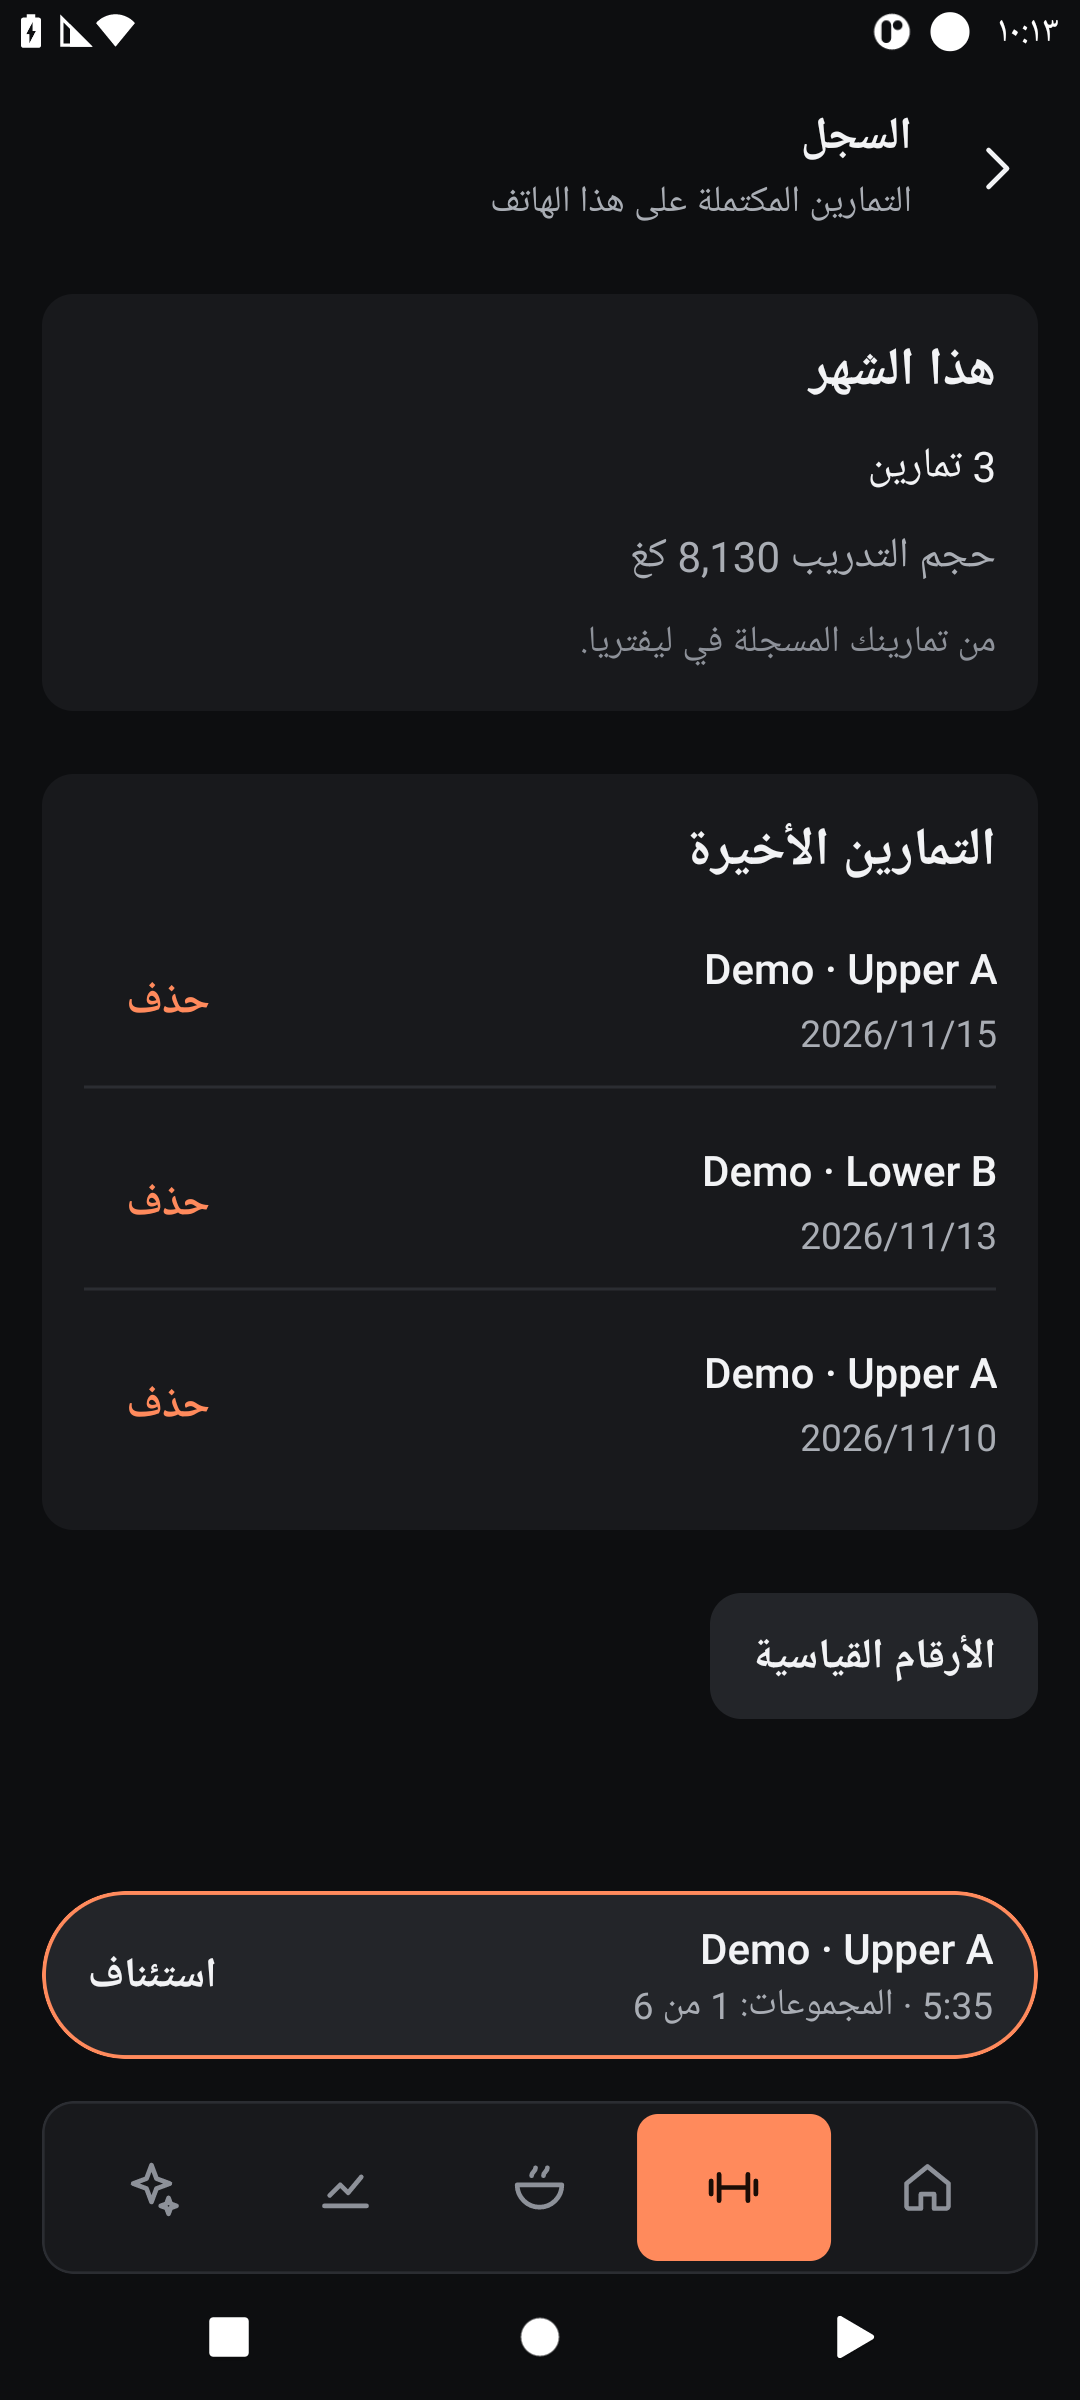 ١٠:١٣
السجل
التمارين المكتملة على هذا الهاتف
هذا الشهر
3 تمارين
حجم التدريب 8,130 كغ
من تمارينك المسجلة في ليفتريا.
التمارين الأخيرة
Demo · Upper A
2026/11/15
حذف
Demo · Lower B
2026/11/13
حذف
Demo · Upper A
2026/11/10
حذف
الأرقام القياسية
Demo · Upper A
5:35 · المجموعات: 1 من 6
استئناف